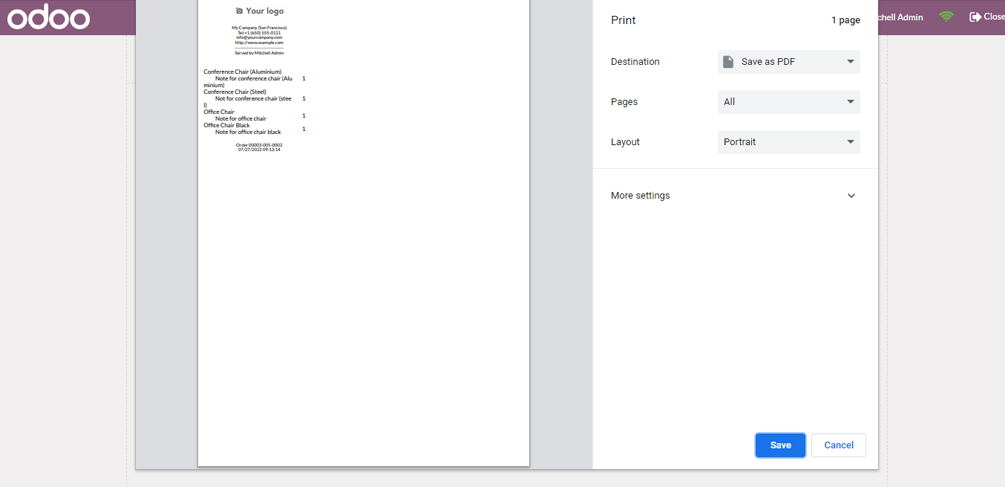 odoo
chell Admin
Close
Your logo
My Company (San Francisco)
Tel:+1 (650) 555-0111
info@yourcompany.com
http://www.example.com
Served by Mitchell Admin
Conference Chair (Aluminium)
Note for conference chair (Alu 1
minium)
Conference Chair (Steel)
Not for conference chair (stee 1
l)
Office Chair
Note for office chair 1
Office Chair Black
Note for office chair black 1
Order 00003-005-0002
07/27/2022 09:13:14
Print 1 page
Destination Save as PDF
Pages All
Layout Portrait
More settings
Save Cancel